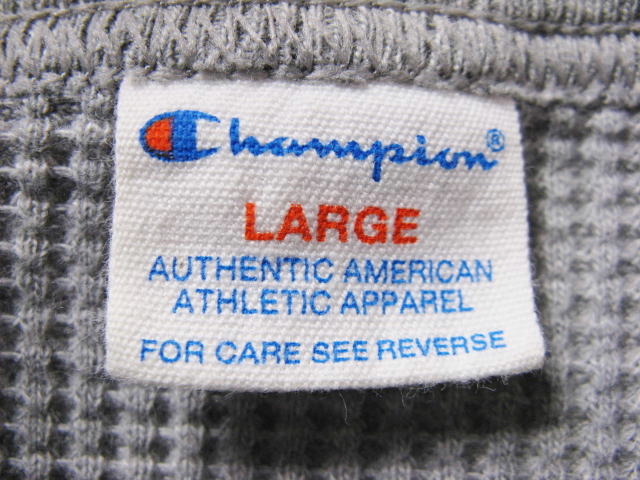 Champion®
LARGE
AUTHENTIC AMERICAN
ATHLETIC APPAREL
FOR CARE SEE REVERSE